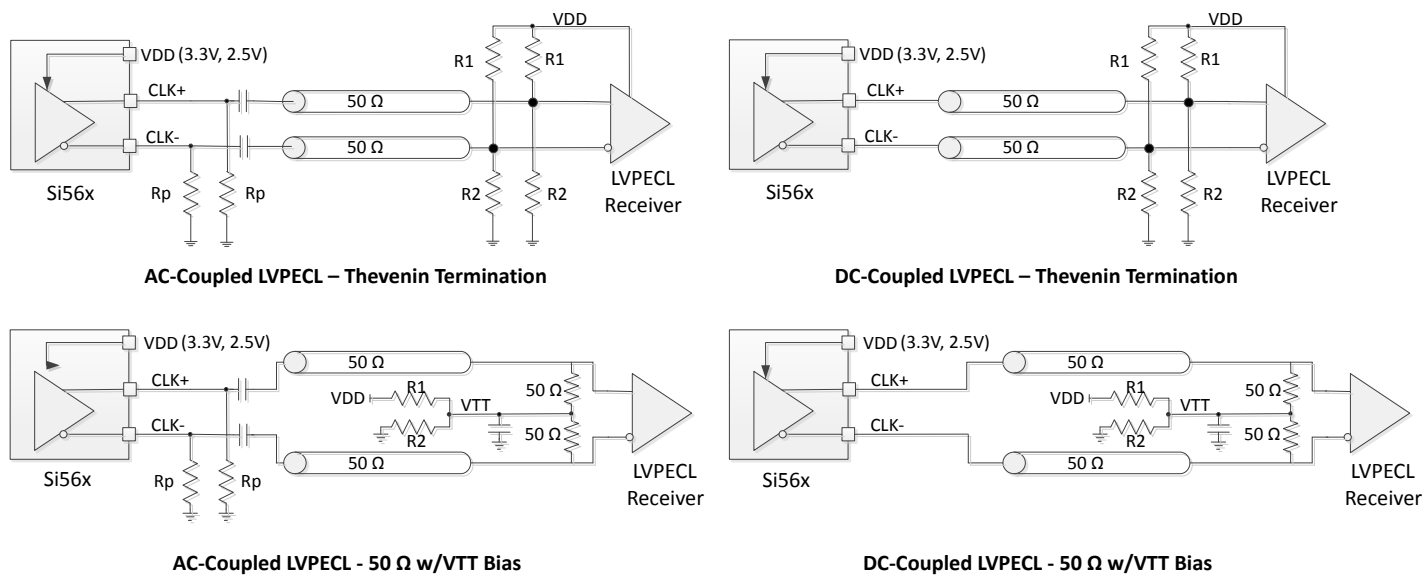 VDD (3.3V, 2.5V)
CLK+
CLK-
Si56x
Rp
Rp
50 Ω
50 Ω
VDD
R1
R1
R2
R2
LVPECL
Receiver
AC-Coupled LVPECL – Thevenin Termination
VDD (3.3V, 2.5V)
CLK+
CLK-
Si56x
50 Ω
50 Ω
VDD
R1
R1
R2
R2
LVPECL
Receiver
DC-Coupled LVPECL – Thevenin Termination
VDD (3.3V, 2.5V)
CLK+
CLK-
Si56x
Rp
Rp
50 Ω
50 Ω
VDD
R1
R2
VTT
50 Ω
50 Ω
LVPECL
Receiver
AC-Coupled LVPECL - 50 Ω w/VTT Bias
VDD (3.3V, 2.5V)
CLK+
CLK-
Si56x
50 Ω
50 Ω
VDD
R1
R2
VTT
50 Ω
50 Ω
LVPECL
Receiver
DC-Coupled LVPECL - 50 Ω w/VTT Bias